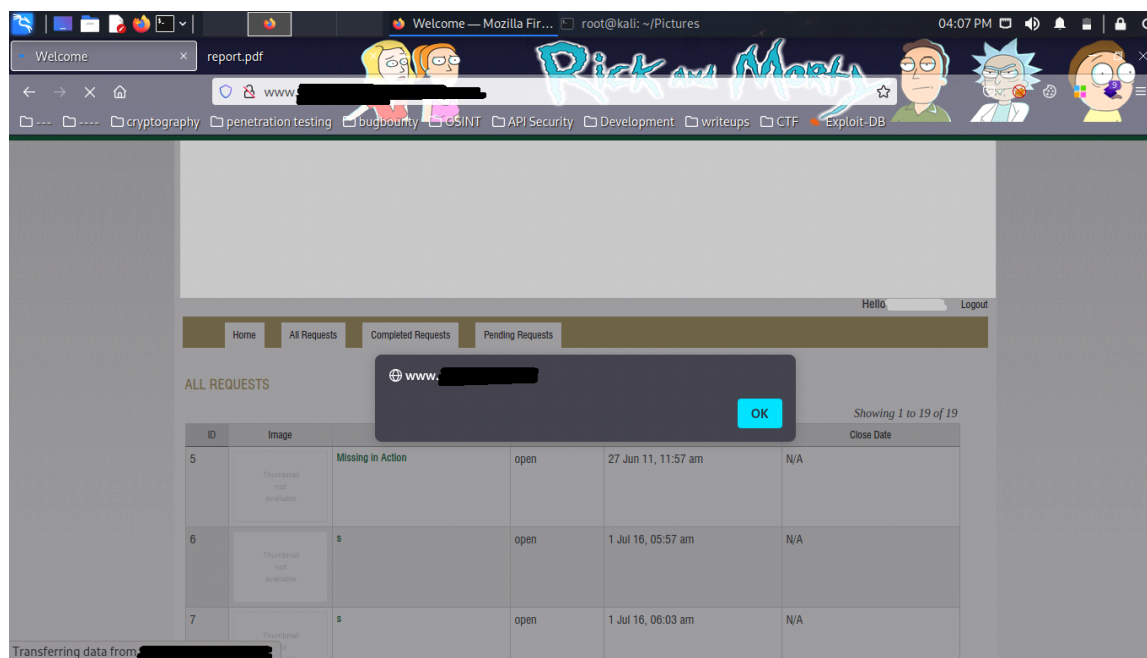 Welcome — Mozilla Fir... root@kali: ~/Pictures 04:07 PM
Welcome × report.pdf
Rick and Morty
www.
--- ---- cryptography penetration testing bugbounty OSINT API Security Development writeups CTF Exploit-DB
9
Hello Logout
Home All Requests Completed Requests Pending Requests
www.
ALL REQUESTS
OK
Showing 1 to 19 of 19
ID Image Close Date
5 Thumbnail not available Missing in Action open 27 Jun 11, 11:57 am N/A
6 Thumbnail not available s open 1 Jul 16, 05:57 am N/A
7 Thumbnail s open 1 Jul 16, 06:03 am N/A
Transferring data from